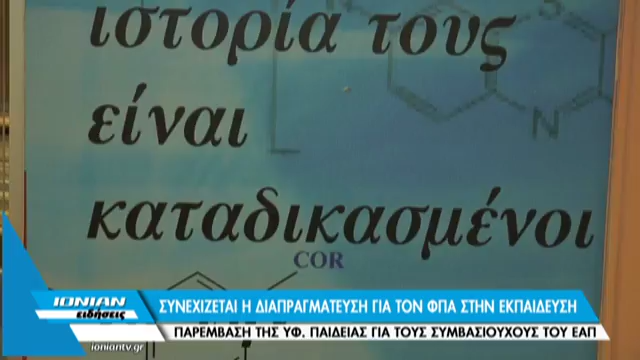 ιστορία τους
είναι
καταδικασμένοι
N
COR
IONIAN
ειδήσεις
ioniantv.gr
ΣΥΝΕΧΙΖΕΤΑΙ Η ΔΙΑΠΡΑΓΜΑΤΕΥΣΗ ΓΙΑ ΤΟΝ ΦΠΑ ΣΤΗΝ ΕΚΠΑΙΔΕΥΣΗ
ΠΑΡΕΜΒΑΣΗ ΤΗΣ ΥΦ. ΠΑΙΔΕΙΑΣ ΓΙΑ ΤΟΥΣ ΣΥΜΒΑΣΙΟΥΧΟΥΣ ΤΟΥ ΕΑΠ